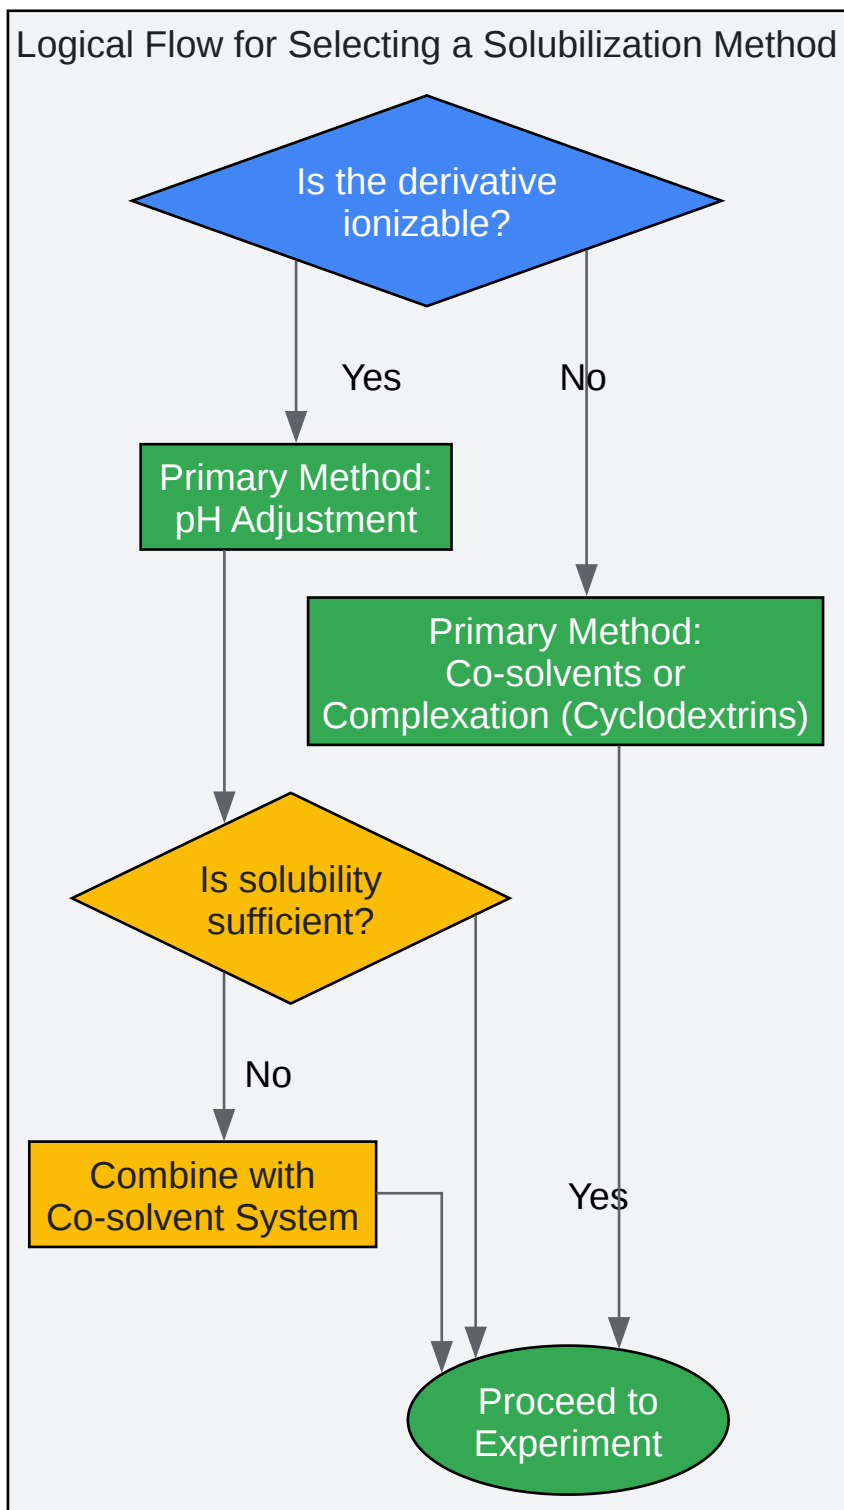 Logical Flow for Selecting a Solubilization Method
Is the derivative
ionizable?
Yes
No
Primary Method:
pH Adjustment
Primary Method:
Co-solvents or
Complexation (Cyclodextrins)
Is solubility
sufficient?
No
Combine with
Co-solvent System
Yes
Proceed to
Experiment